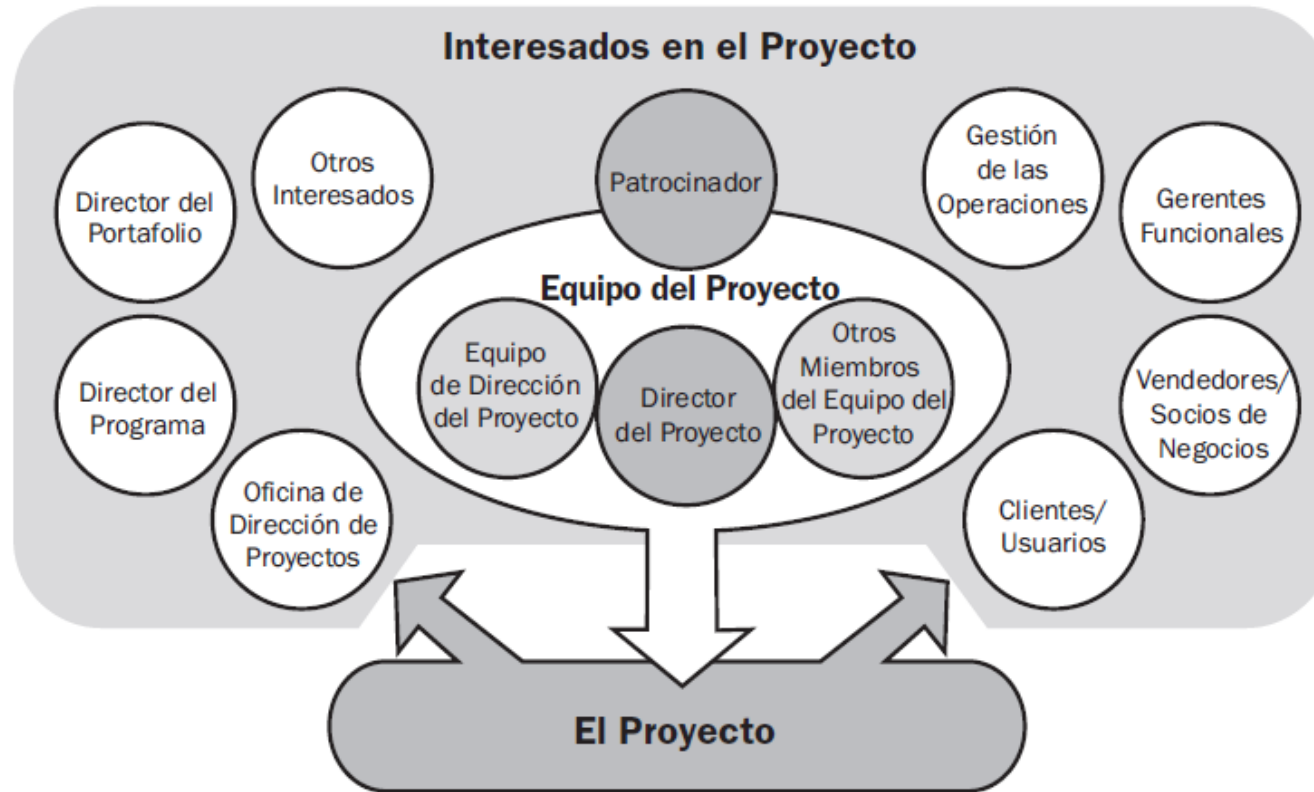 Interesados en el Proyecto
Director del
Portafolio
Otros
Interesados
Patrocinador
Gestión
de las
Operaciones
Gerentes
Funcionales
Equipo del Proyecto
Director del
Programa
Equipo
de Dirección
del Proyecto
Director
del Proyecto
Otros
Miembros
del Equipo del
Proyecto
Vendedores/
Socios de
Negocios
Oficina de
Dirección de
Proyectos
Clientes/
Usuarios
El Proyecto